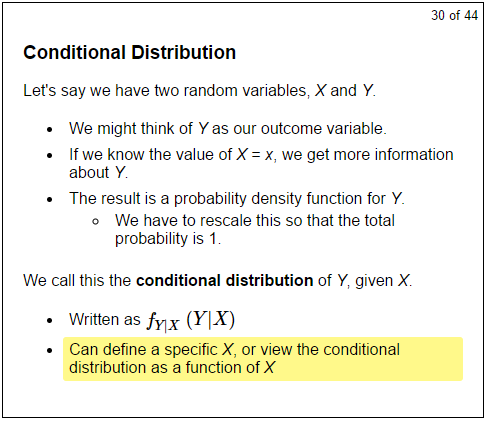 30 of 44
Conditional Distribution
Let's say we have two random variables, X and Y.
• We might think of Y as our outcome variable.
• If we know the value of X = x, we get more information
about Y.
• The result is a probability density function for Y.
◦ We have to rescale this so that the total
probability is 1.
We call this the conditional distribution of Y, given X.
• Written as f_{Y|X} (Y|X)
• Can define a specific X, or view the conditional
distribution as a function of X